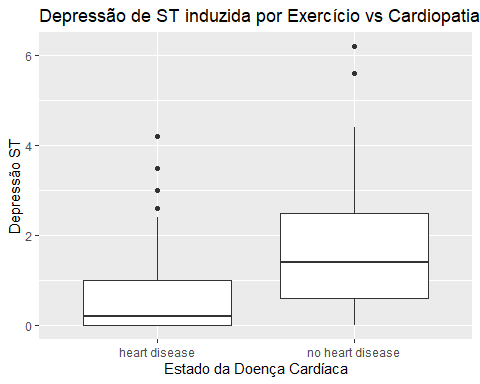 Depressão de ST induzida por Exercício vs Cardiopatia
Depressão ST
6
4
2
0
heart disease
no heart disease
Estado da Doença Cardíaca